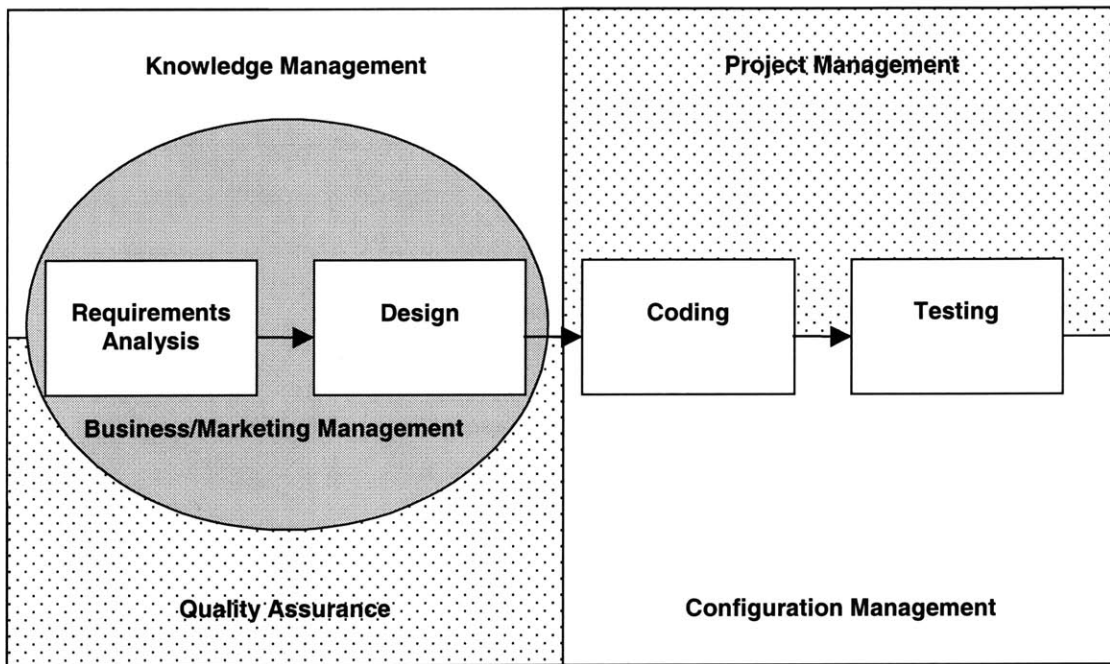 Knowledge Management
Project Management
Requirements
Analysis
Design
Coding
Testing
Business/Marketing Management
Quality Assurance
Configuration Management